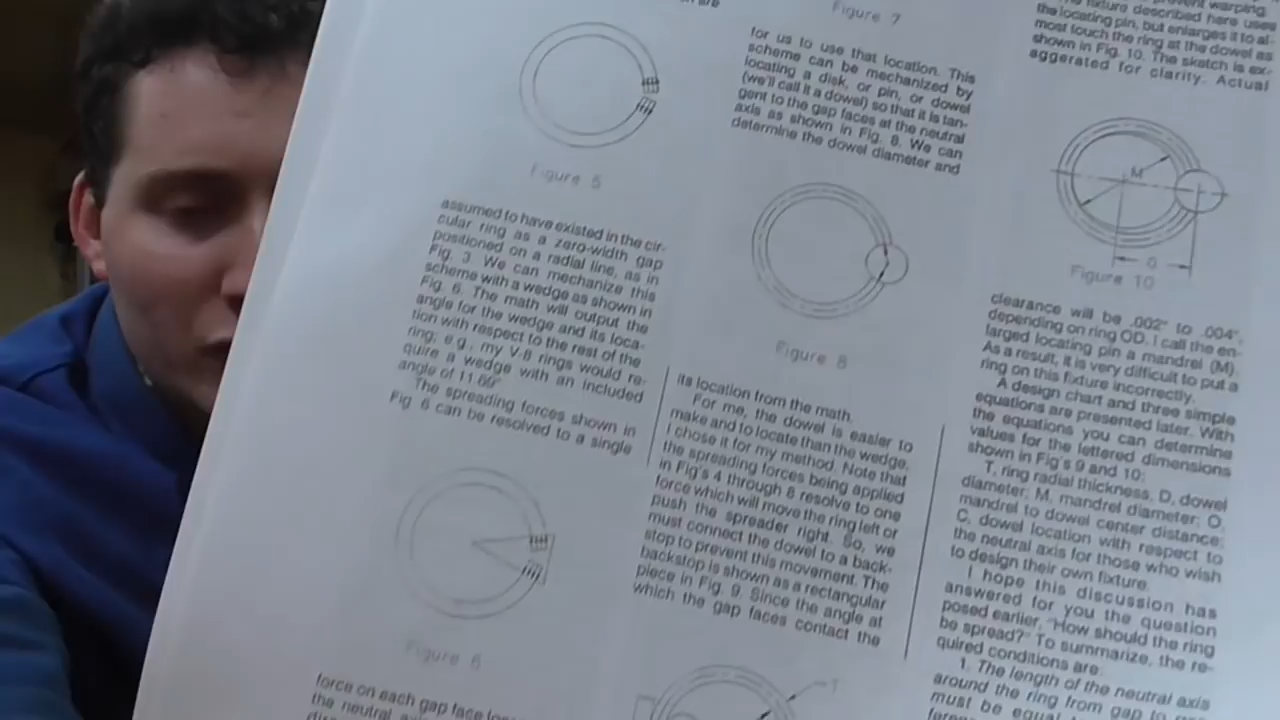 Figure 5
assumed to have existed in the cir-
cular ring as a zero-width gap
positioned on a radial line, as in
Fig. 3. We can mechanize this
scheme with a wedge as shown in
Fig. 6. The math will output the
angle for the wedge and its loca-
tion with respect to the rest of the
ring; e.g., my V-8 rings would re-
quire a wedge with an included
angle of
The spreading forces shown in
Fig 6 can be resolved to a single
Figure 6
force on each gap face
the neutral
Figure 7
for us to use that location. This
scheme can be mechanized by
locating a disk, or pin, or dowel
(we'll call it a dowel) so that it is tan-
gent to the gap faces at the neutral
axis as shown in Fig. 8. We can
determine the dowel diameter and
Figure 8
its location from the math.
For me, the dowel is easier to
make and to locate than the wedge.
I chose it for my method. Note that
the spreading forces being applied
in Fig's 4 through 8 resolve to one
force which will move the ring left or
push the spreader right. So, we
must connect the dowel to a back-
stop to prevent this movement. The
backstop is shown as a rectangular
piece in Fig. 9. Since the angle at
which the gap faces contact the
T
warping.
fixture described here uses
the locating pin, but enlarges it to al-
most touch the ring at the dowel as
shown in Fig. 10. The sketch is ex-
aggerated for clarity. Actual
M
Figure 10
clearance will be .002" to .004",
depending on ring OD. I call the en-
larged locating pin a mandrel (M).
As a result, it is very difficult to put a
ring on this fixture incorrectly.
A design chart and three simple
equations are presented later. With
the equations you can determine
values for the lettered dimensions
shown in Fig's 9 and 10:
T, ring radial thickness; D, dowel
diameter; M, mandrel diameter; O,
mandrel to dowel center distance;
C, dowel location with respect to
the neutral axis for those who wish
to design their own fixture.
I hope this discussion has
answered for you the question
posed earlier, "How should the ring
be spread?" To summarize, the re-
quired conditions are:
1. The length of the neutral axis
around the ring from gap to
must be equal